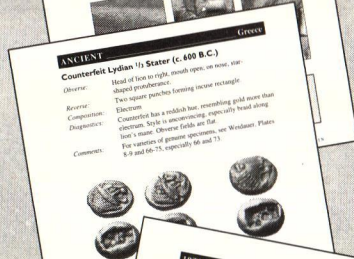 ANCIENT Greece
Counterfeit Lydian 1/3 Stater (c. 600 B.C.)
Obverse: Head of lion to right, mouth open, on nose, star-
shaped protuberance.
Reverse: Two square punches forming incuse rectangle.
Composition: Electrum
Diagnostics: Counterfeit has a reddish hue, resembling gold more than
electrum. Style is unconvincing, especially braid along
lion's mane. Obverse fields are flat.
Comments: For varieties of genuine specimens, see Weidauer, Plates
8-9 and 66-75, especially 66 and 73.